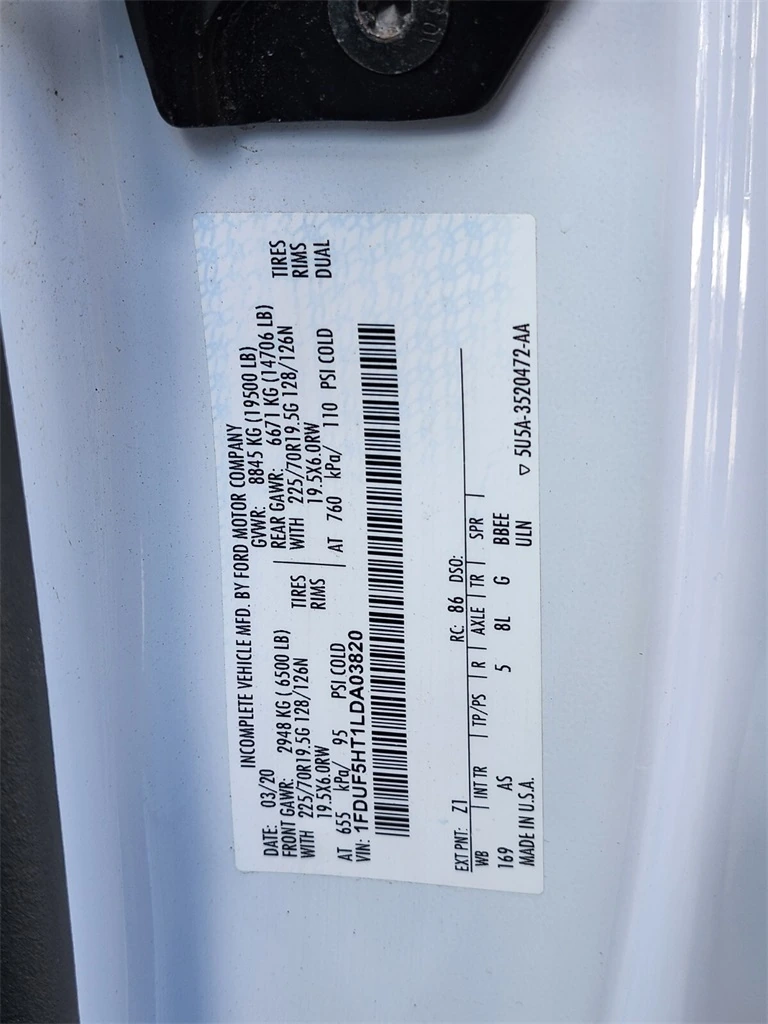 INCOMPLETE VEHICLE MFD. BY FORD MOTOR COMPANY
DATE: 03/20 GVWR: 8845 KG (19500 LB)
FRONT GAWR: 2948 KG ( 6500 LB) REAR GAWR: 6671 KG (14706 LB)
WITH 225/70R19.5G 128/126N TIRES WITH 225/70R19.5G 128/126N TIRES
19.5X6.0RW RIMS 19.5X6.0RW RIMS
AT 655 kPa/ 95 PSI COLD AT 760 kPa/ 110 PSI COLD DUAL
VIN: 1FDUF5HT1LDA03820
EXT PNT: Z1 RC: 86 DSO:
WB INT TR TP/PS R AXLE TR SPR
169 AS 5 8L G BBEE
MADE IN U.S.A. ULN ▽ 5U5A-3520472-AA